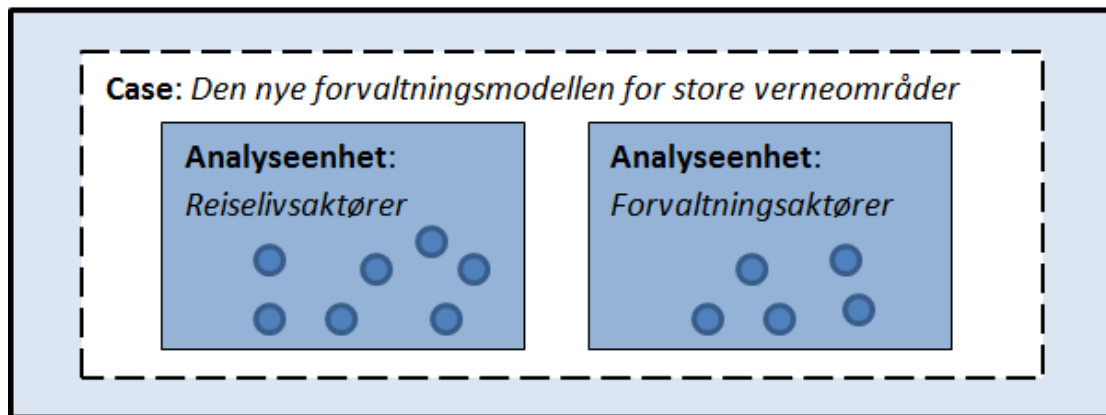 Case: Den nye forvaltningsmodellen for store verneområder
Analyseenhet:
Reiselivsaktører
Analyseenhet:
Forvaltningsaktører